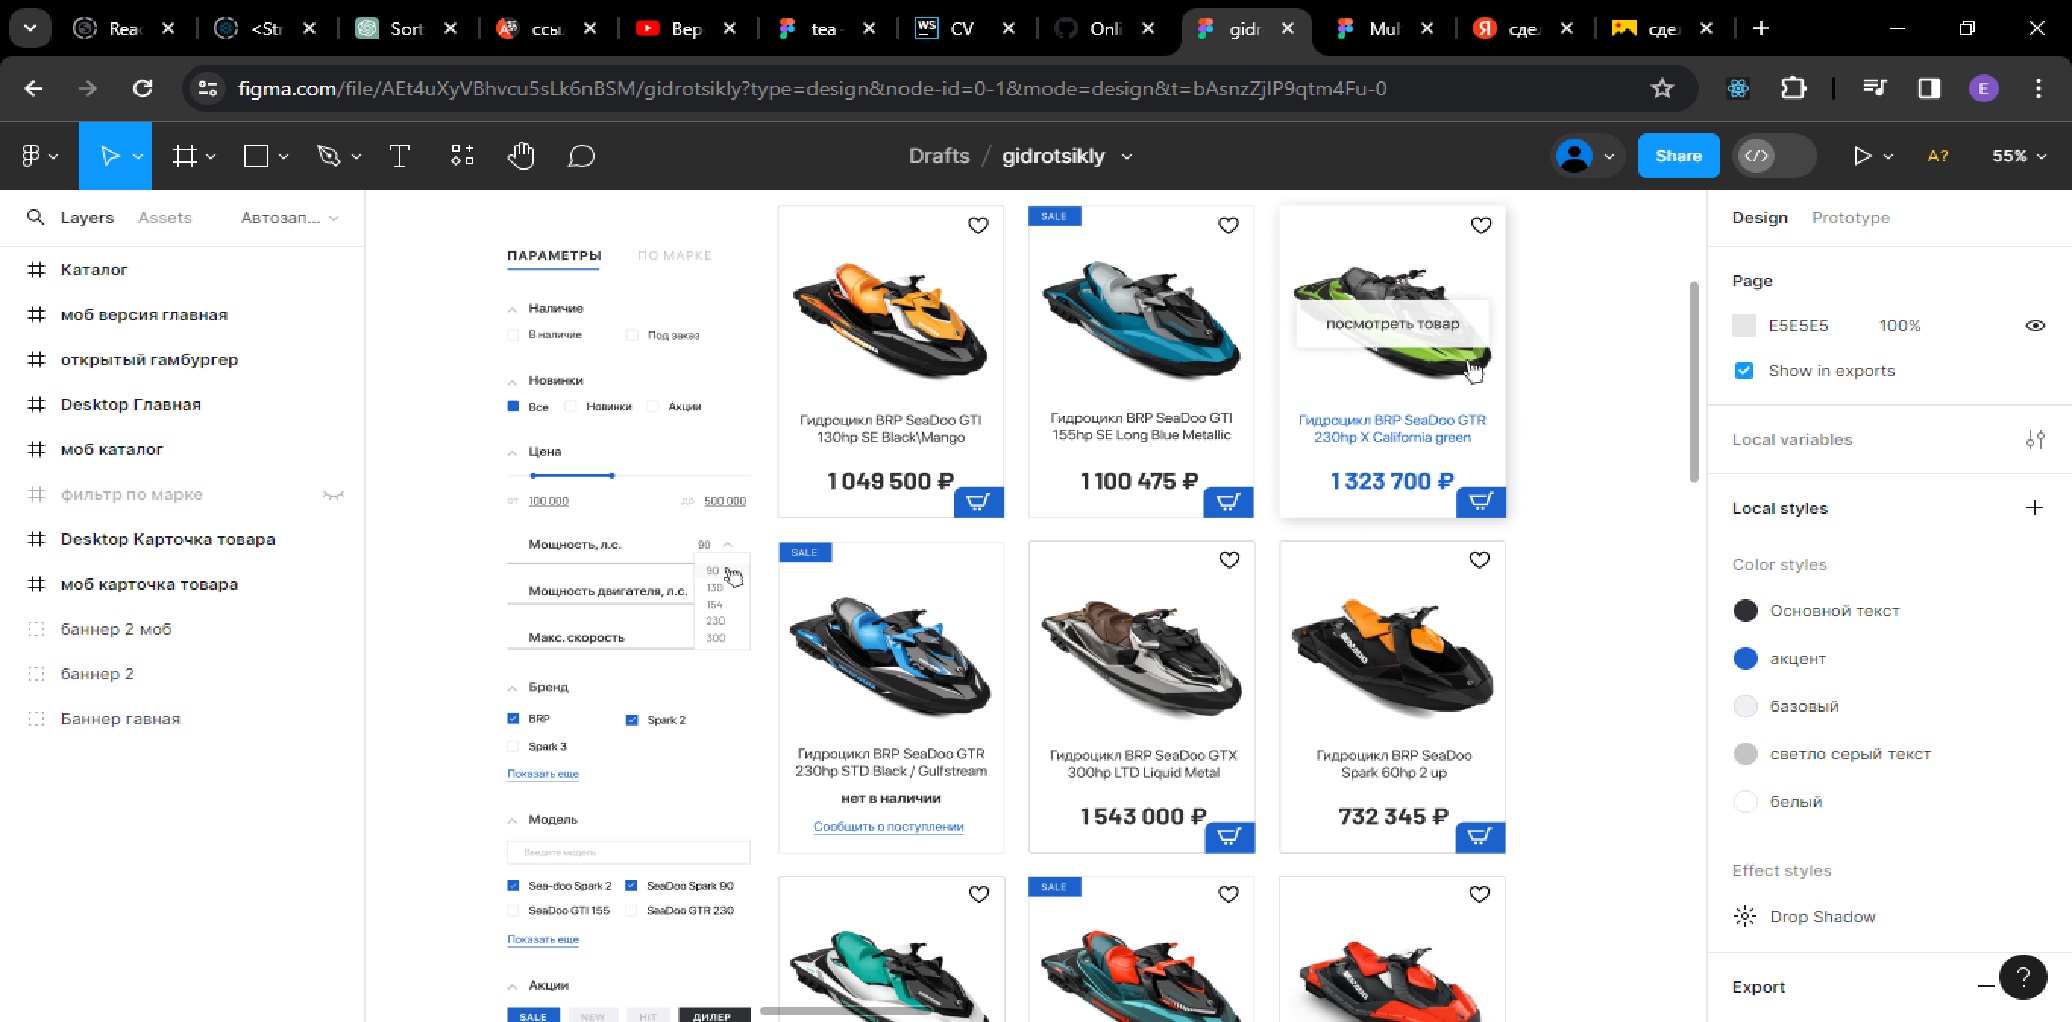 Rea
<Str
Sort
ссы
Вер
tea-
CV
Onli
gidr
Mul
сде.
сде.
figma.com/file/AEt4uXyVBhvcu5sLk6nBSM/gidrotsikly?type=design&node-id=0-1&mode=design&t=bAsnzZjlP9qtm4Fu-0
E
Drafts / gidrotsikly
Share
A?
55%
Layers
Assets
Автозап...
Каталог
моб версия главная
открытый гамбургер
Desktop Главная
моб каталог
фильтр по марке
Desktop Карточка товара
моб карточка товара
баннер 2 моб
баннер 2
Баннер гавная
ПАРАМЕТРЫ
ПО МАРКЕ
Наличие
В наличие
Под заказ
Новинки
Все
Новинки
Акции
Цена
от 100 000
до 500 000
Мощность, л.с.
90
90
130
154
230
300
Мощность двигателя, л.с.
Макс. скорость
Бренд
BRP
Spark 2
Spark 3
Показать еще
Модель
Введите модель
Sea-doo Spark 2
SeaDoo Spark 90
SeaDoo GTI 155
SeaDoo GTR 230
Показать еще
Акции
SALE
NEW
HIT
ДИЛЕР
Гидроцикл BRP SeaDoo GTI
130hp SE Black\Mango
1 049 500 ₽
SALE
Гидроцикл BRP SeaDoo GTI
155hp SE Long Blue Metallic
1 100 475 ₽
посмотреть товар
Гидроцикл BRP SeaDoo GTR
230hp X California green
1 323 700 ₽
SALE
Гидроцикл BRP SeaDoo GTR
230hp STD Black / Gulfstream
нет в наличии
Сообщить о поступлении
Гидроцикл BRP SeaDoo GTX
300hp LTD Liquid Metal
1 543 000 ₽
Гидроцикл BRP SeaDoo
Spark 60hp 2 up
732 345 ₽
SALE
Design
Prototype
Page
E5E5E5
100%
Show in exports
Local variables
Local styles
Color styles
Основной текст
акцент
базовый
светло серый текст
белый
Effect styles
Drop Shadow
Export
?